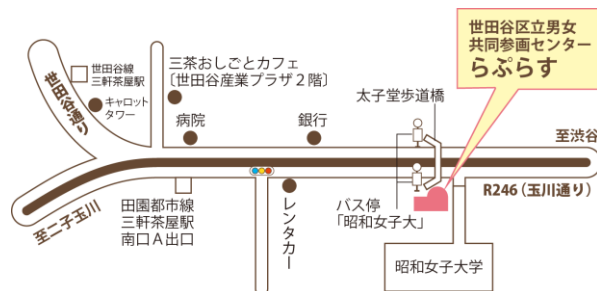 世田谷区立男女
共同参画センター
らぷらす
世田谷通り
世田谷線
三軒茶屋駅
キャロット
タワー
三茶おしごとカフェ
〔世田谷産業プラザ2階〕
病院
銀行
太子堂歩道橋
至渋谷
R246（玉川通り）
至二子玉川
田園都市線
三軒茶屋駅
南口A出口
レンタカー
バス停
「昭和女子大」
昭和女子大学